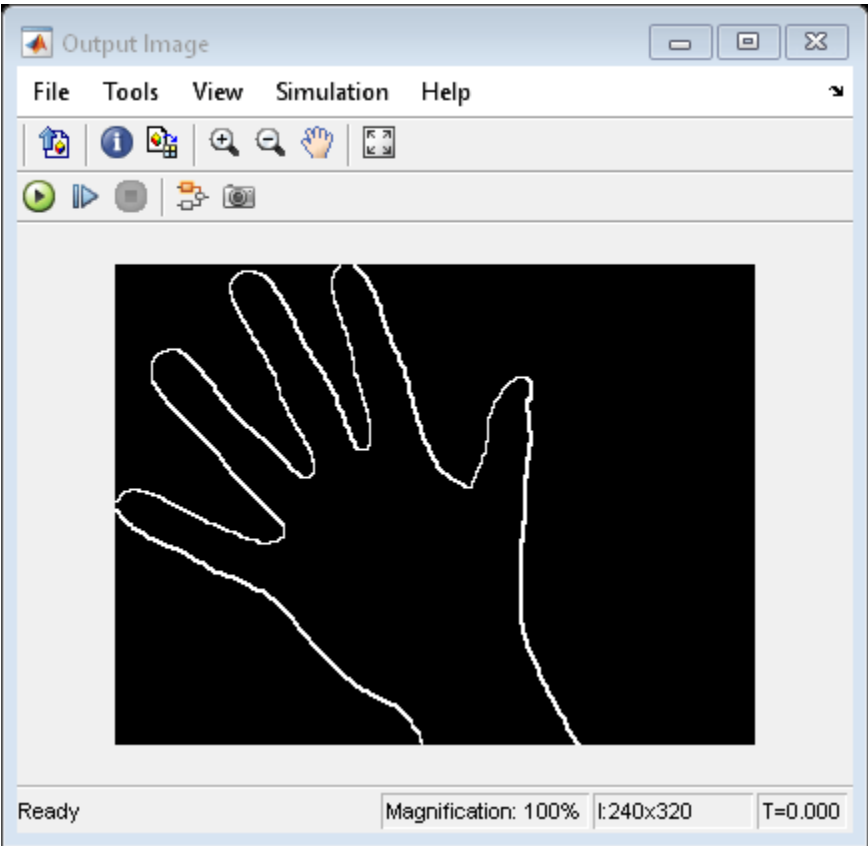 Output Image
File Tools View Simulation Help
Ready Magnification: 100% I:240x320 T=0.000